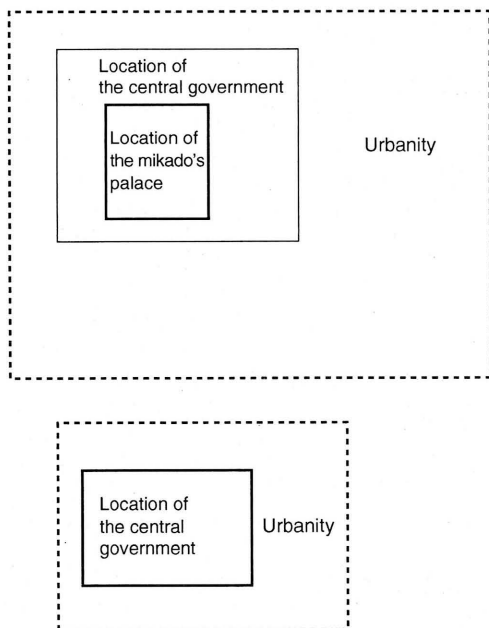 Location of
the central government
Location of
the mikado's
palace
Urbanity
Location of
the central
government
Urbanity